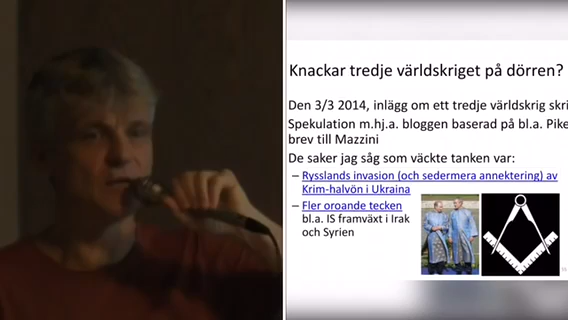 Knackar tredje världskriget på dörren?
Den 3/3 2014, inlägg om ett tredje världskrig skri
Spekulation m.hj.a. bloggen baserad på bl.a. Pike
brev till Mazzini
De saker jag såg som väckte tanken var:
– Rysslands invasion (och sedermera annektering) av
Krim-halvön i Ukraina
– Fler oroande tecken
bl.a. IS framväxt i Irak
och Syrien